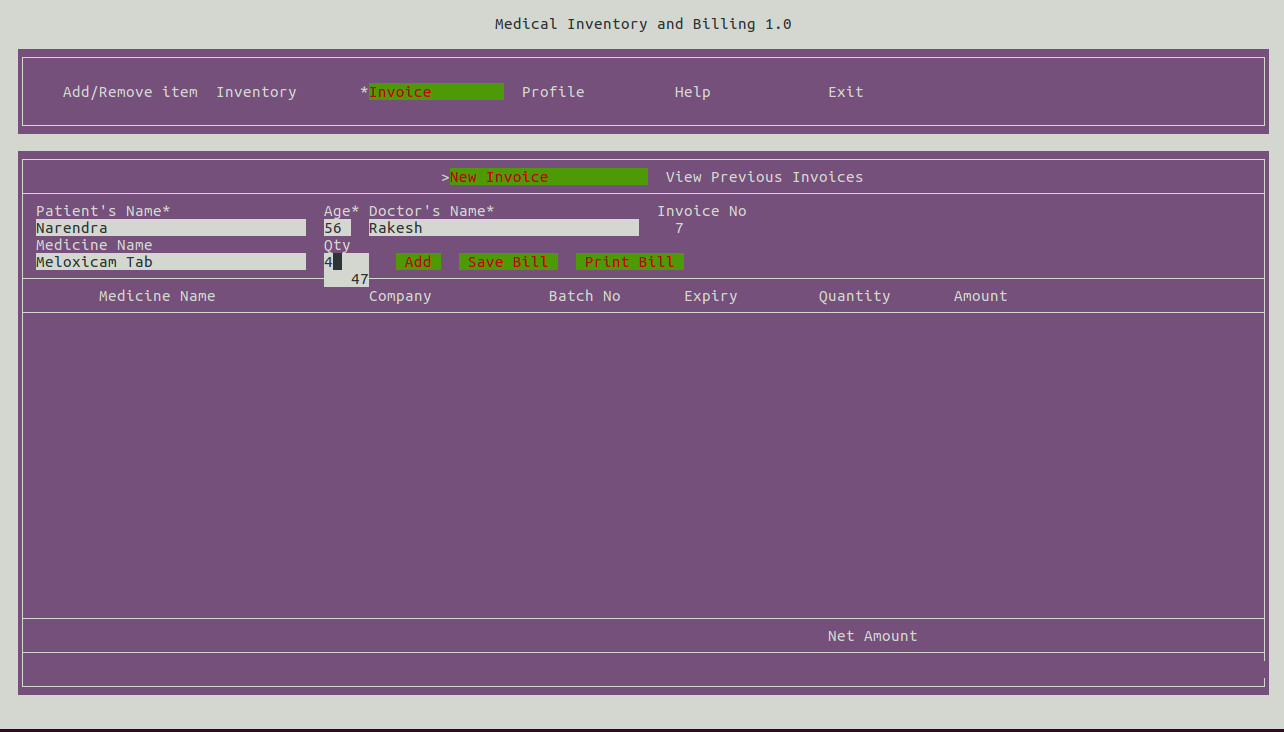 Medical Inventory and Billing 1.0
Add/Remove item Inventory *Invoice Profile Help Exit
>New Invoice View Previous Invoices
Patient's Name* Age* Doctor's Name* Invoice No
Narendra 56 Rakesh 7
Medicine Name Qty
Meloxicam Tab 4 Add Save Bill Print Bill
47
Medicine Name Company Batch No Expiry Quantity Amount
Net Amount